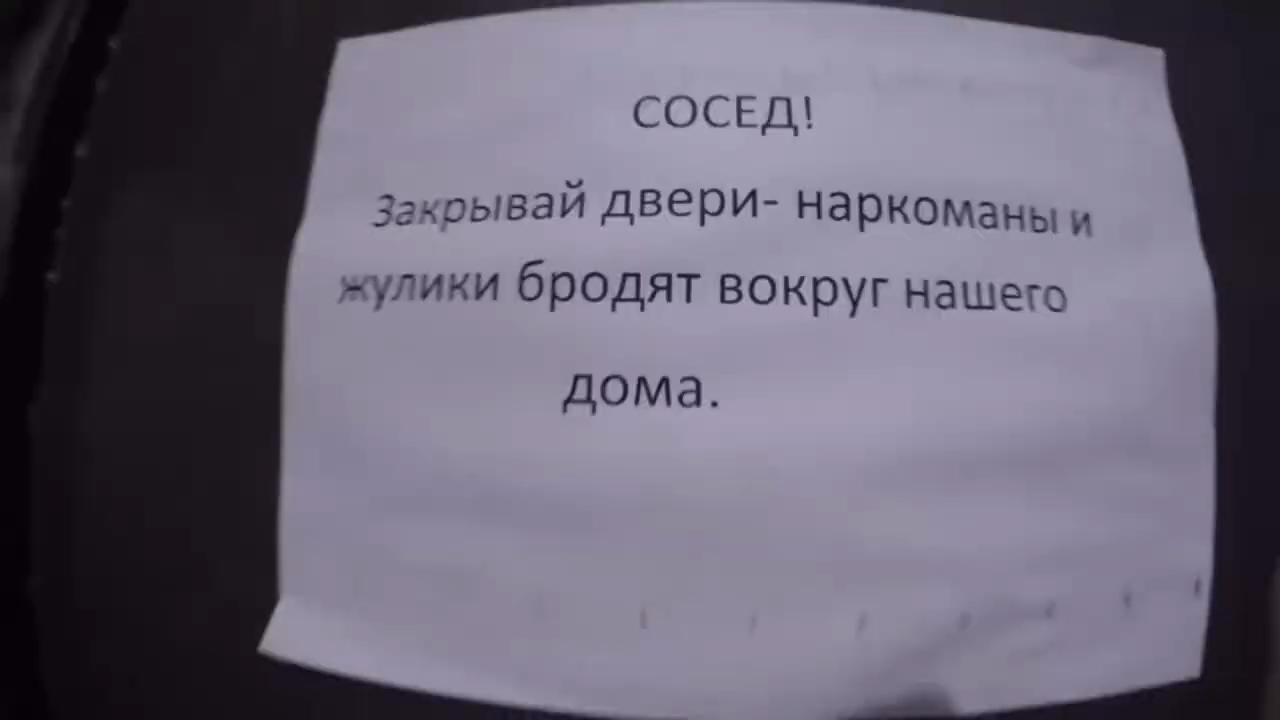 СОСЕД!
Закрывай двери- наркоманы и
жулики бродят вокруг нашего
дома.